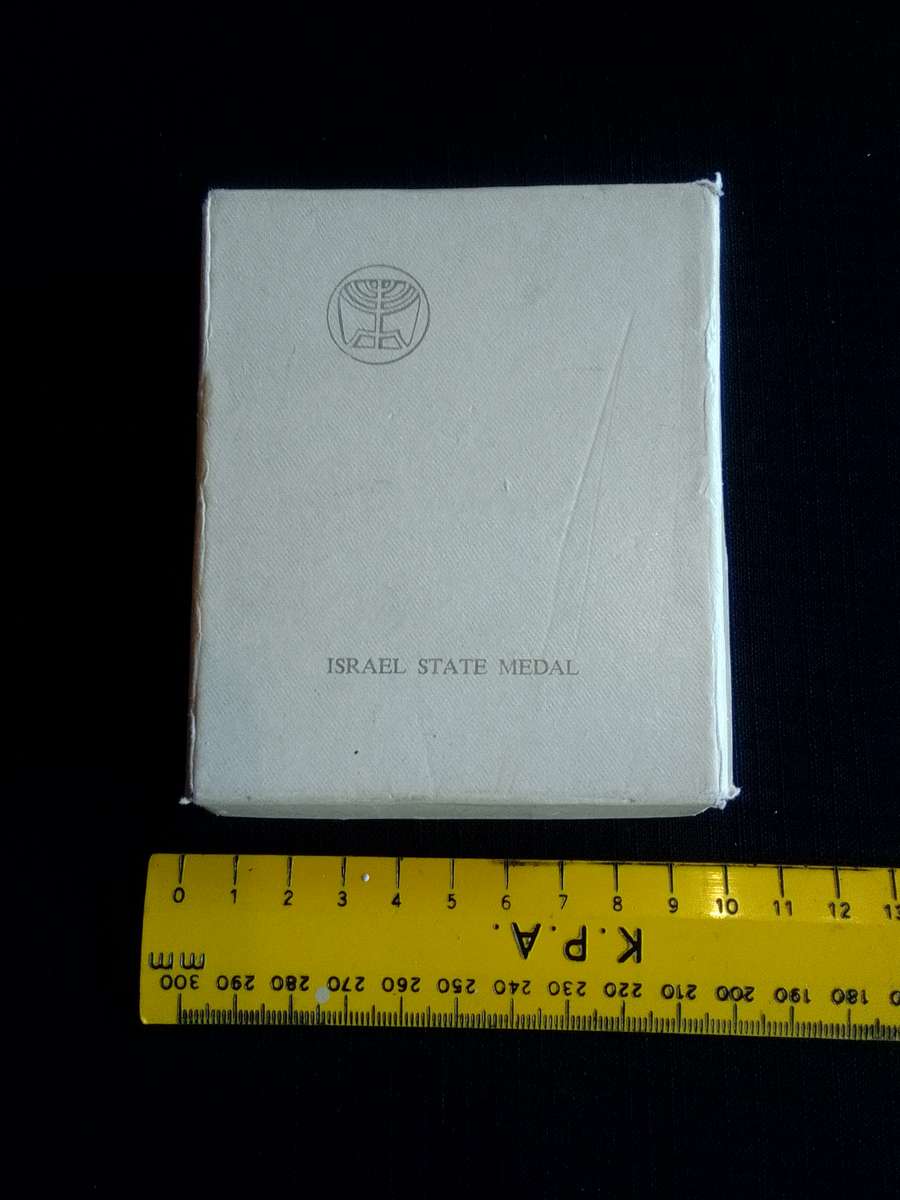 ISRAEL STATE MEDAL
0 1 2 3 4 5 6 7 8 9 10 11 12 13
K.P.A.
mm
300 290 280 270 260 250 240 230 220 210 200 190 180